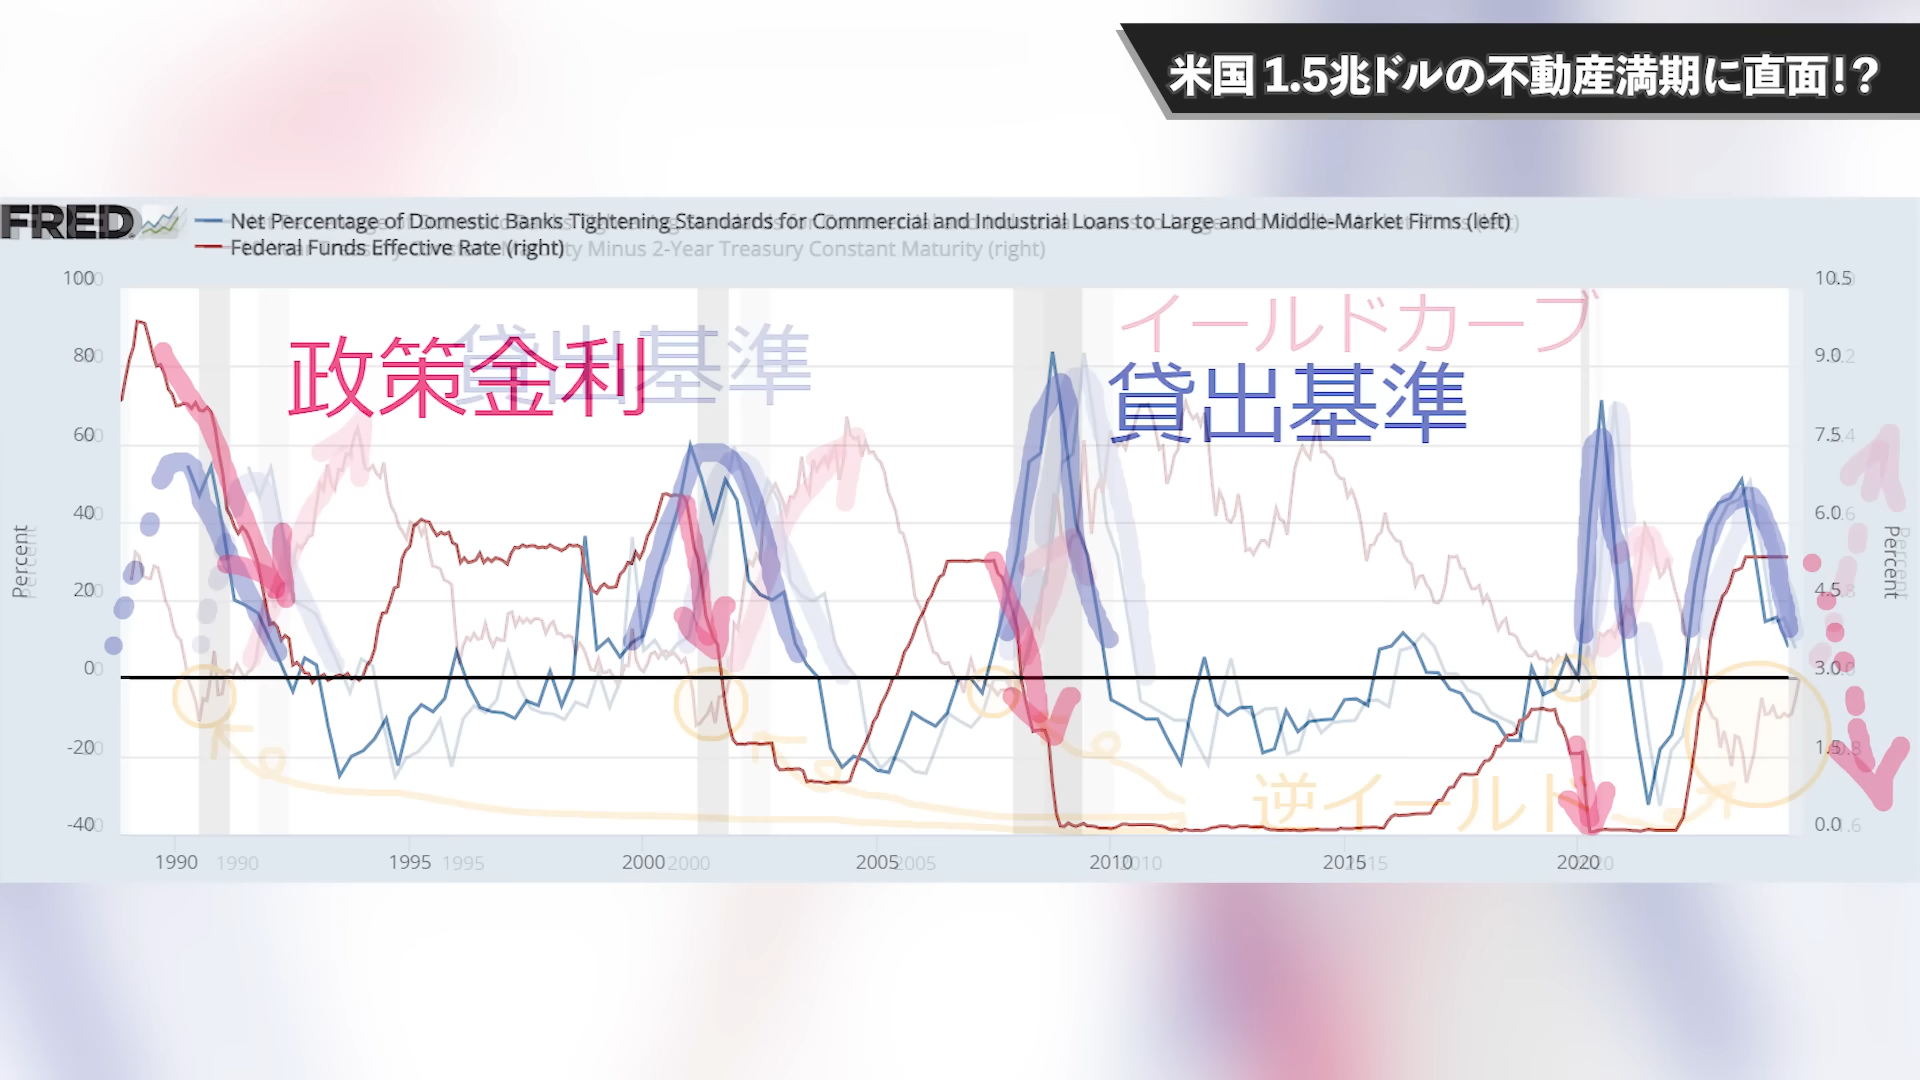 米国1.5兆ドルの不動産満期に直面!?
FRED
Net Percentage of Domestic Banks Tightening Standards for Commercial and Industrial Loans to Large and Middle-Market Firms (left)
Federal Funds Effective Rate (right)
Minus 2-Year Treasury Constant Maturity (right)
100 10.5
80 9.0
60 7.5
40 6.0
20 4.5
0 3.0
-20 1.5
-40 0.0
Percent
Percent
イールドカーブ
政策金利
貸出基準
貸出基準
逆イールド
1990 1995 2000 2005 2010 2015 2020
1990 1995 2000 2005